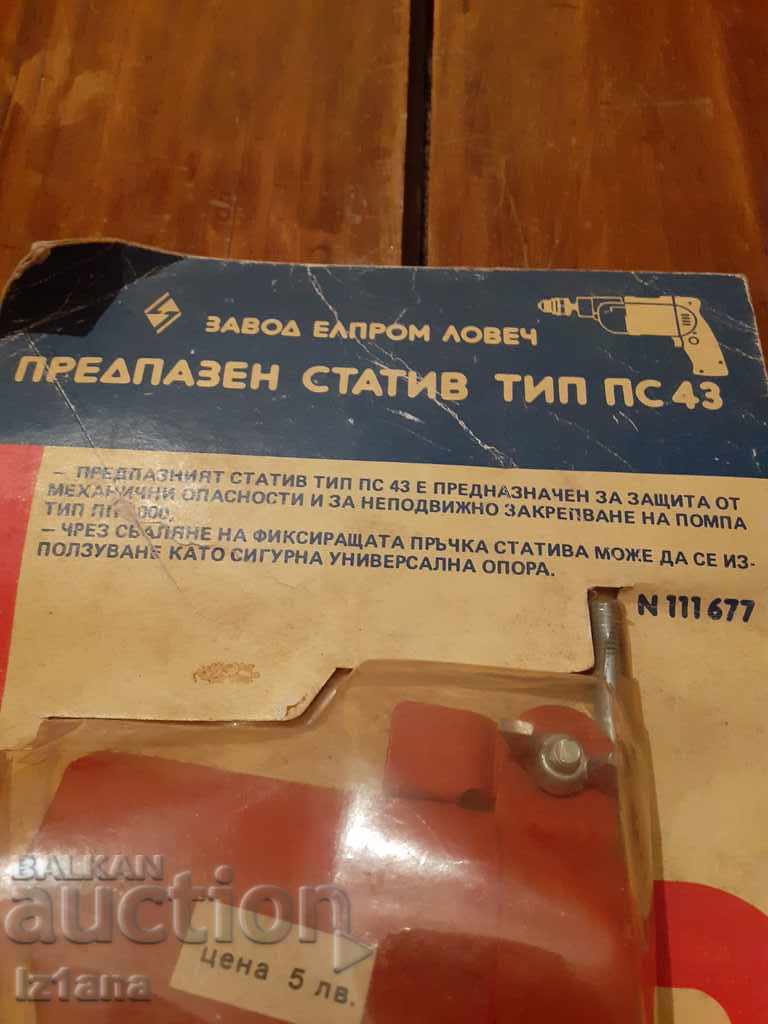 ЗАВОД ЕЛПРОМ ЛОВЕЧ
ПРЕДПАЗЕН СТАТИВ ТИП ПС 43
– ПРЕДПАЗНИЯТ СТАТИВ ТИП ПС 43 Е ПРЕДНАЗНАЧЕН ЗА ЗАЩИТА ОТ
МЕХАНИЧНИ ОПАСНОСТИ И ЗА НЕПОДВИЖНО ЗАКРЕПВАНЕ НА ПОМПА
ТИП
– ЧРЕЗ СВАЛЯНЕ НА ФИКСИРАЩАТА ПРЪЧКА СТАТИВА МОЖЕ ДА СЕ ИЗ-
ПОЛЗУВАНЕ КАТО СИГУРНА УНИВЕРСАЛНА ОПОРА.
N 111677
BALKAN
auction
iz1ana
цена 5 лв.